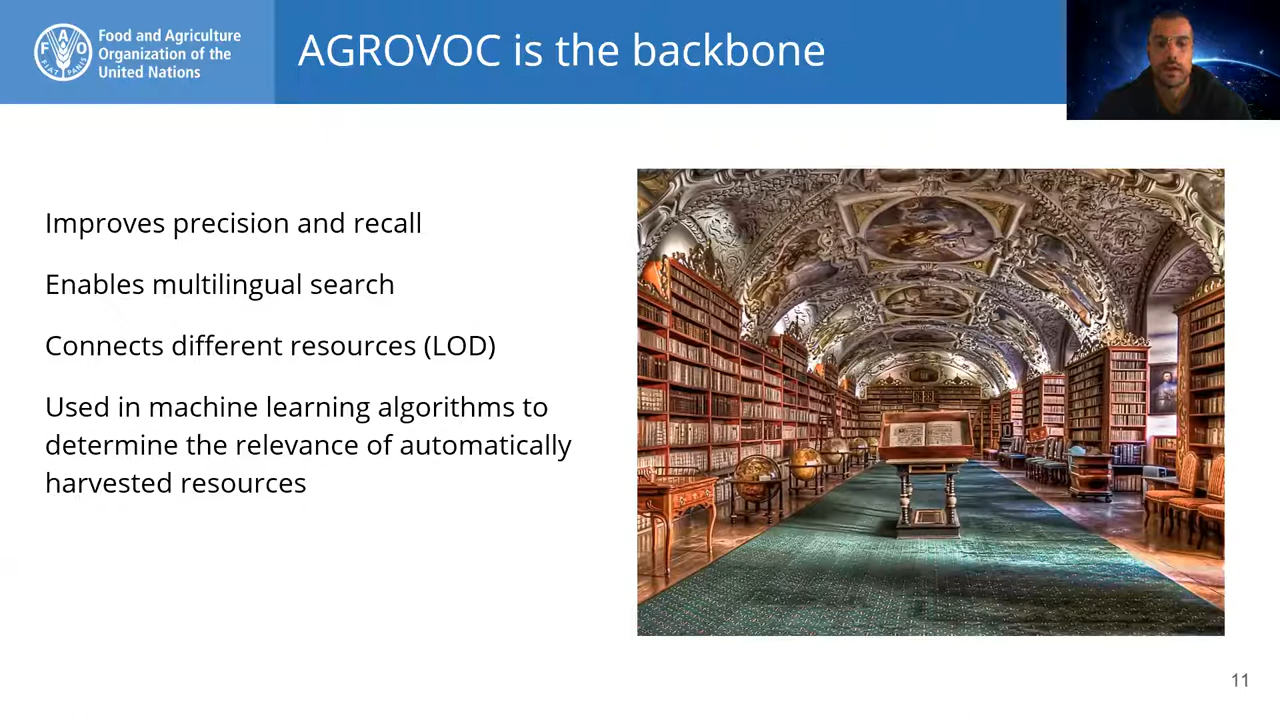 Food and Agriculture
Organization of the
United Nations
AGROVOC is the backbone
Improves precision and recall
Enables multilingual search
Connects different resources (LOD)
Used in machine learning algorithms to
determine the relevance of automatically
harvested resources
11